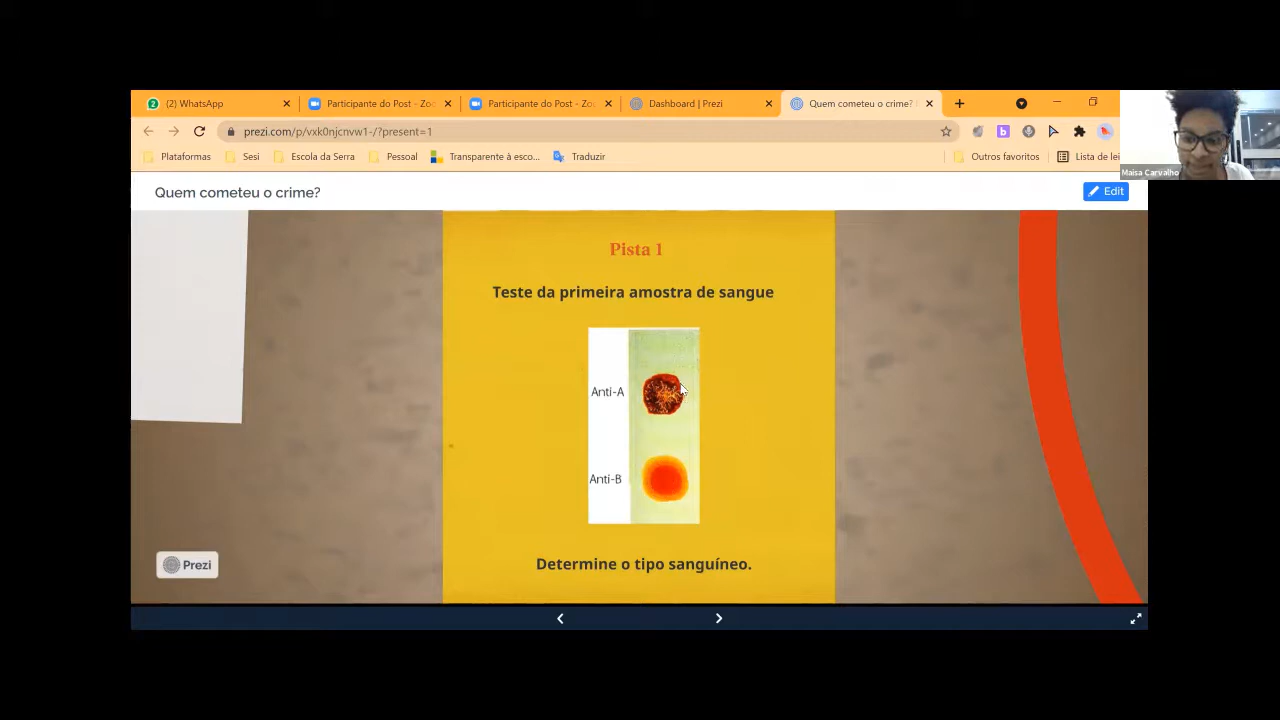 2
(2) WhatsApp
Participante do Post - Zo
Participante do Post - Zo
Dashboard | Prezi
Quem cometeu o crime?
prezi.com/p/vxk0njcnvw1-/?present=1
b
Plataformas
Sesi
Escola da Serra
Pessoal
Transparente à esco...
Traduzir
Outros favoritos
Lista de lei
Maisa Carvalho
Quem cometeu o crime?
Edit
Pista 1
Teste da primeira amostra de sangue
Anti-A
Anti-B
Determine o tipo sanguíneo.
Prezi